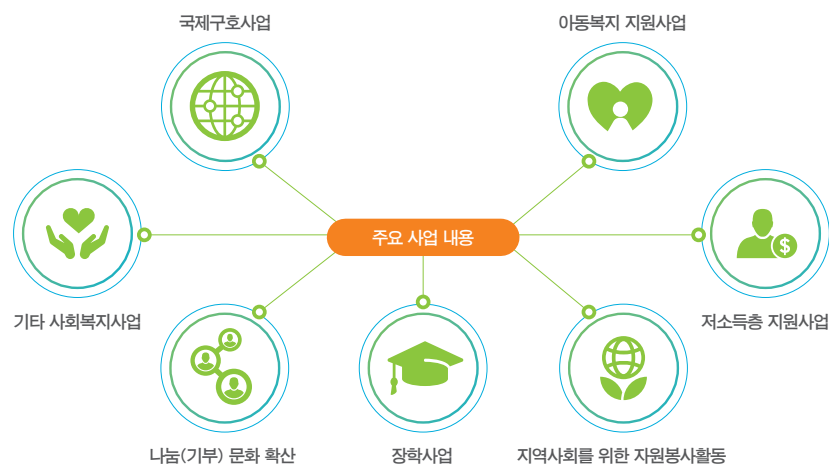 국제구호사업
아동복지 지원사업
주요 사업 내용
$
기타 사회복지사업
저소득층 지원사업
나눔(기부) 문화 확산
장학사업
지역사회를 위한 자원봉사활동